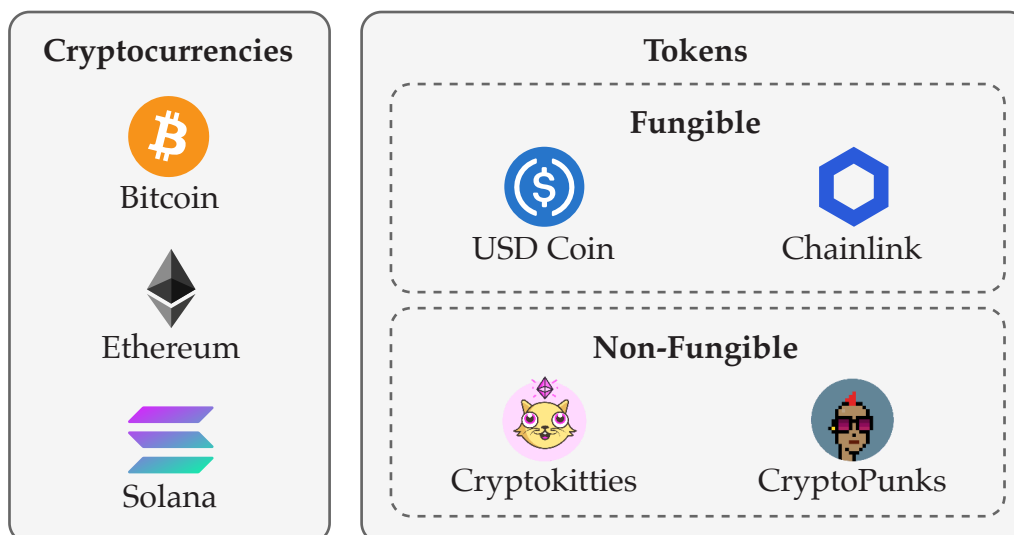 Cryptocurrencies
Bitcoin
Ethereum
Solana
Tokens
Fungible
USD Coin
Chainlink
Non-Fungible
Cryptokitties
CryptoPunks